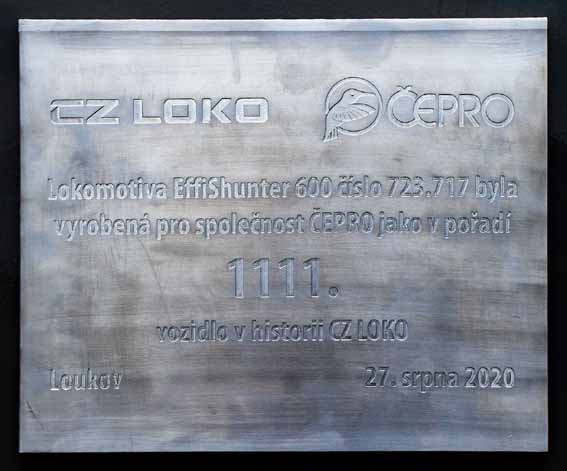 CZ LOKO ČEPRO
Lokomotiva EffiShunter 600 číslo 723.717 byla
vyrobená pro společnost ČEPRO jako v pořadí
1111.
vozidlo v historii CZ LOKO
Loukov 27. srpna 2020